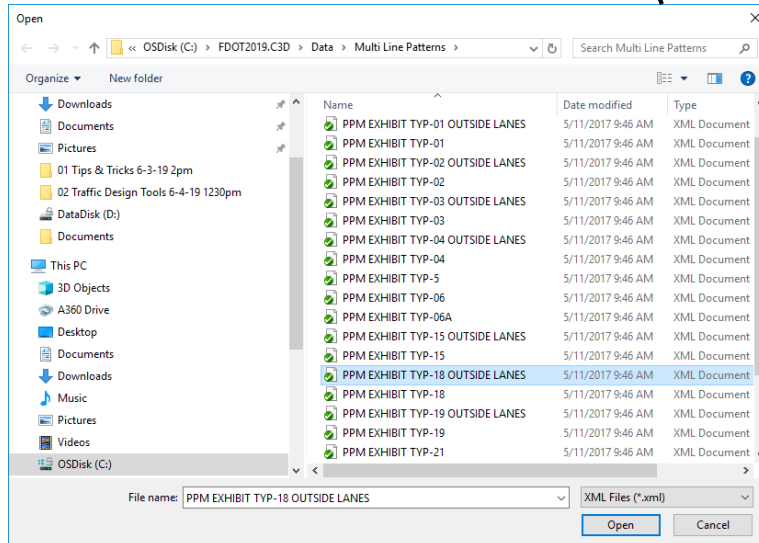 Open
« OSDisk (C:) > FDOT2019.C3D > Data > Multi Line Patterns >
Search Multi Line Patterns
Organize
New folder
Name Date modified Type
Downloads
Documents
Pictures
01 Tips & Tricks 6-3-19 2pm
02 Traffic Design Tools 6-4-19 1230pm
DataDisk (D:)
Documents
This PC
3D Objects
A360 Drive
Desktop
Documents
Downloads
Music
Pictures
Videos
OSDisk (C:)
PPM EXHIBIT TYP-01 OUTSIDE LANES 5/11/2017 9:46 AM XML Document
PPM EXHIBIT TYP-01 5/11/2017 9:46 AM XML Document
PPM EXHIBIT TYP-02 OUTSIDE LANES 5/11/2017 9:46 AM XML Document
PPM EXHIBIT TYP-02 5/11/2017 9:46 AM XML Document
PPM EXHIBIT TYP-03 OUTSIDE LANES 5/11/2017 9:46 AM XML Document
PPM EXHIBIT TYP-03 5/11/2017 9:46 AM XML Document
PPM EXHIBIT TYP-04 OUTSIDE LANES 5/11/2017 9:46 AM XML Document
PPM EXHIBIT TYP-04 5/11/2017 9:46 AM XML Document
PPM EXHIBIT TYP-5 5/11/2017 9:46 AM XML Document
PPM EXHIBIT TYP-06 5/11/2017 9:46 AM XML Document
PPM EXHIBIT TYP-06A 5/11/2017 9:46 AM XML Document
PPM EXHIBIT TYP-15 OUTSIDE LANES 5/11/2017 9:46 AM XML Document
PPM EXHIBIT TYP-15 5/11/2017 9:46 AM XML Document
PPM EXHIBIT TYP-18 OUTSIDE LANES 5/11/2017 9:46 AM XML Document
PPM EXHIBIT TYP-18 5/11/2017 9:46 AM XML Document
PPM EXHIBIT TYP-19 OUTSIDE LANES 5/11/2017 9:46 AM XML Document
PPM EXHIBIT TYP-19 5/11/2017 9:46 AM XML Document
PPM EXHIBIT TYP-21 5/11/2017 9:46 AM XML Document
File name: PPM EXHIBIT TYP-18 OUTSIDE LANES
XML Files (*.xml)
Open
Cancel